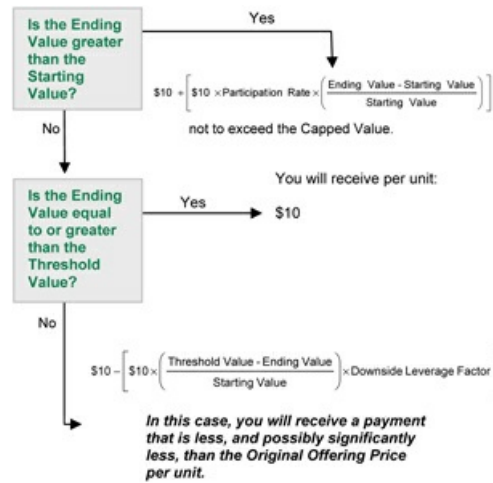 Is the Ending
Value greater
than the
Starting
Value?
Yes
$10 + [$10 ×Participation Rate×(Ending Value - Starting Value
Starting Value)]
not to exceed the Capped Value.
No
Is the Ending
Value equal
to or greater
than the
Threshold
Value?
Yes
You will receive per unit:
$10
No
$10 – [$10×(Threshold Value - Ending Value
Starting Value)×Downside Leverage Factor
In this case, you will receive a payment
that is less, and possibly significantly
less, than the Original Offering Price
per unit.